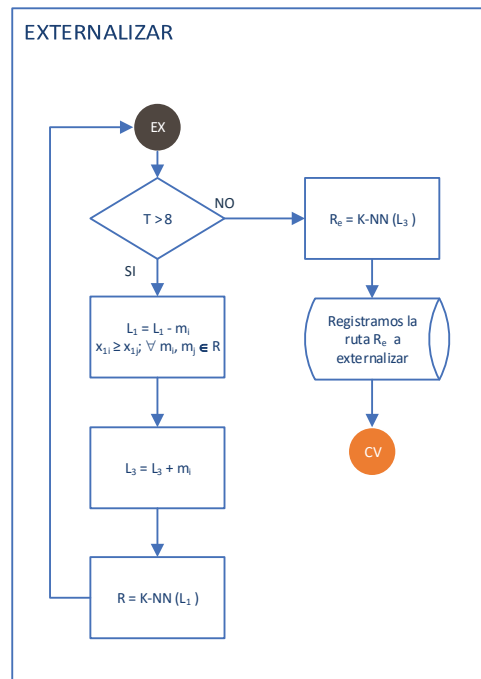 EXTERNALIZAR
EX
T >8
NO
SI
Rₑ = K-NN (L₃ )
L₁ = L₁ - mᵢ
x₁ᵢ ≥ x₁ⱼ; ∀ mᵢ, mⱼ ∈ R
Registramos la
ruta Rₑ a
externalizar
L₃ = L₃ + mᵢ
CV
R = K-NN (L₁ )